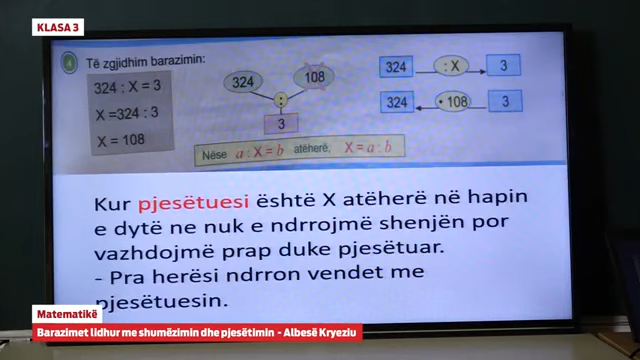 KLASA 3
4 Të zgjidhim barazimin:
324 : X = 3
X =324 : 3
X = 108
324 108
:
3
324 : X 3
324 · 108 3
Nëse a : X = b atëherë, X = a : b
Kur pjesëtuesi është X atëherë në hapin
e dytë ne nuk e ndrrojmë shenjën por
vazhdojmë prap duke pjesëtuar.
- Pra herësi ndrron vendet me
pjesëtuesin.
Matematikë
Barazimet lidhur me shumëzimin dhe pjesëtimin - Albesë Kryeziu